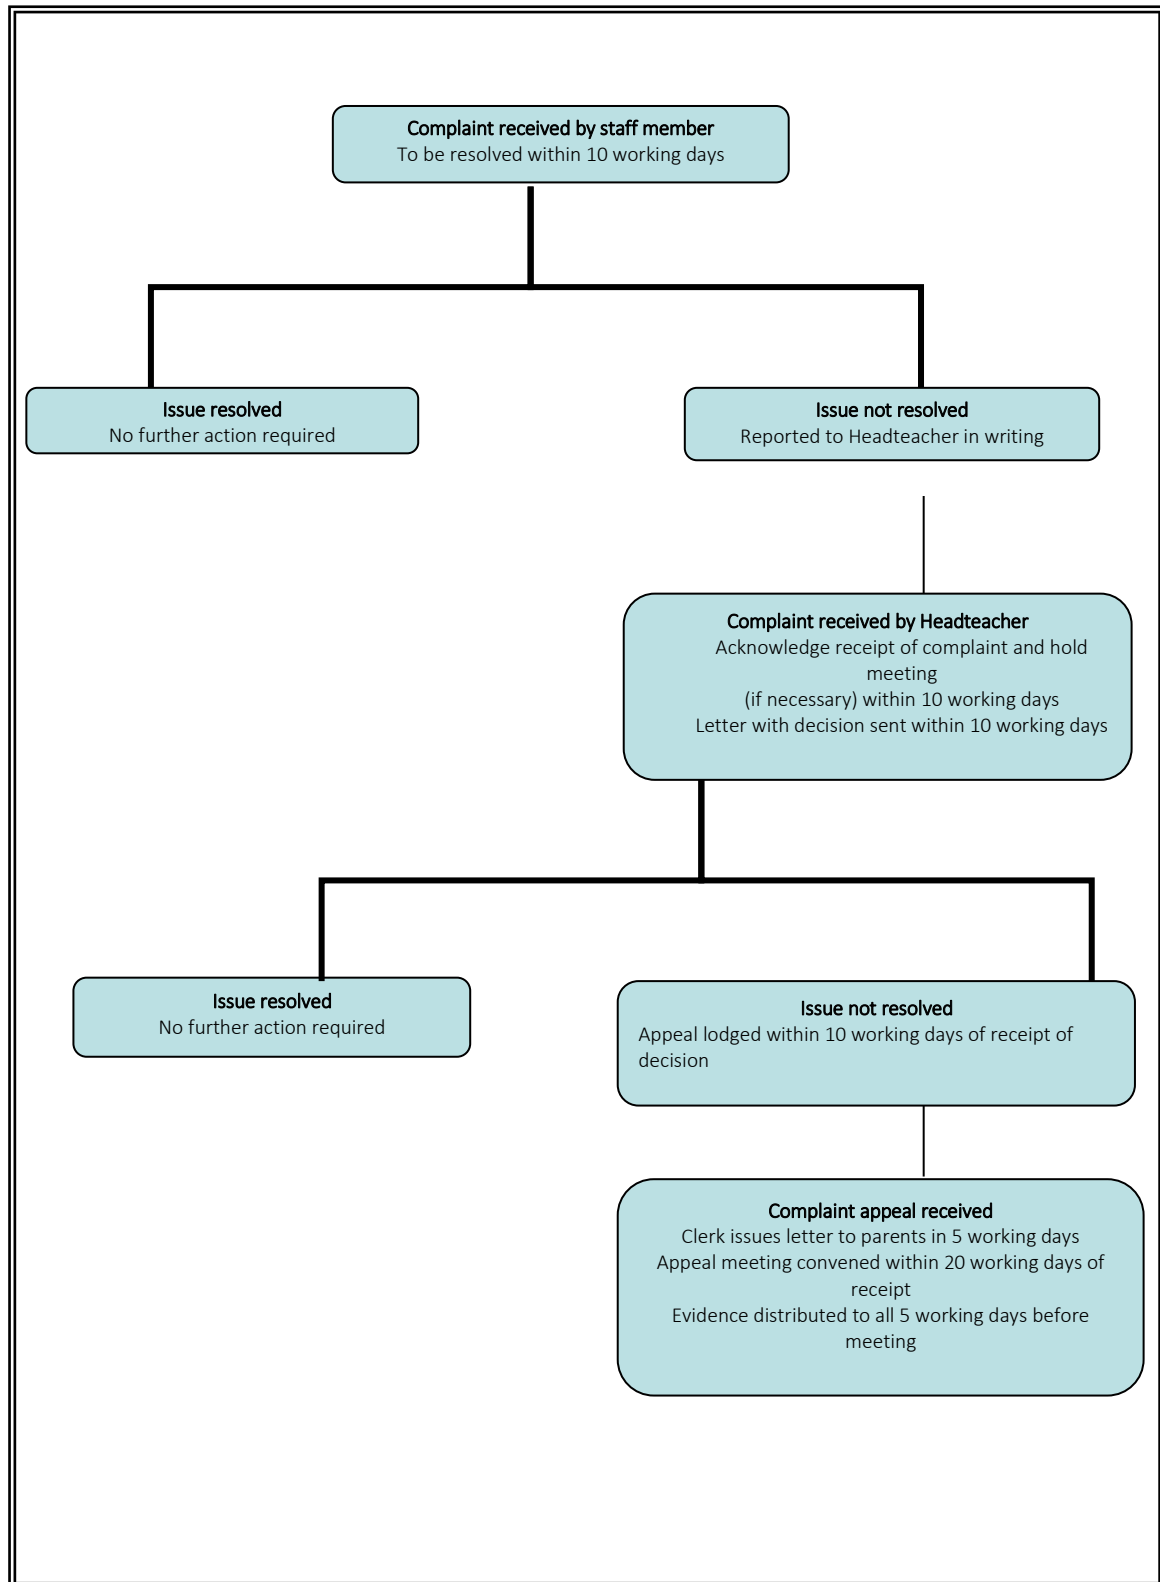 Complaint received by staff member
To be resolved within 10 working days
Issue resolved
No further action required
Issue not resolved
Reported to Headteacher in writing
Complaint received by Headteacher
Acknowledge receipt of complaint and hold
meeting
(if necessary) within 10 working days
Letter with decision sent within 10 working days
Issue resolved
No further action required
Issue not resolved
Appeal lodged within 10 working days of receipt of
decision
Complaint appeal received
Clerk issues letter to parents in 5 working days
Appeal meeting convened within 20 working days of
receipt
Evidence distributed to all 5 working days before
meeting